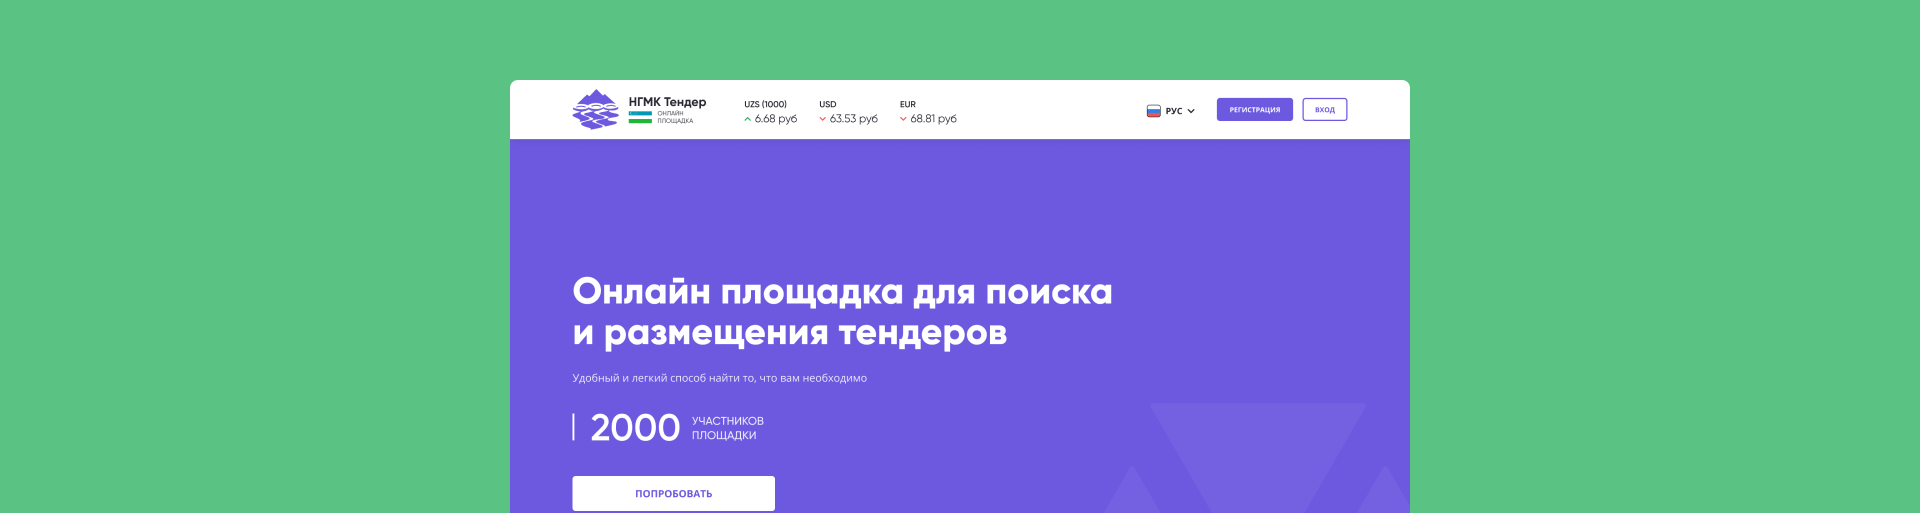 НГМК Тендер
ОНЛАЙН
ПЛОЩАДКА
UZS (1000)
6.68 руб
USD
63.53 руб
EUR
68.81 руб
РУС
РЕГИСТРАЦИЯ
ВХОД
Онлайн площадка для поиска
и размещения тендеров
Удобный и легкий способ найти то, что вам необходимо
2000
УЧАСТНИКОВ
ПЛОЩАДКИ
ПОПРОБОВАТЬ